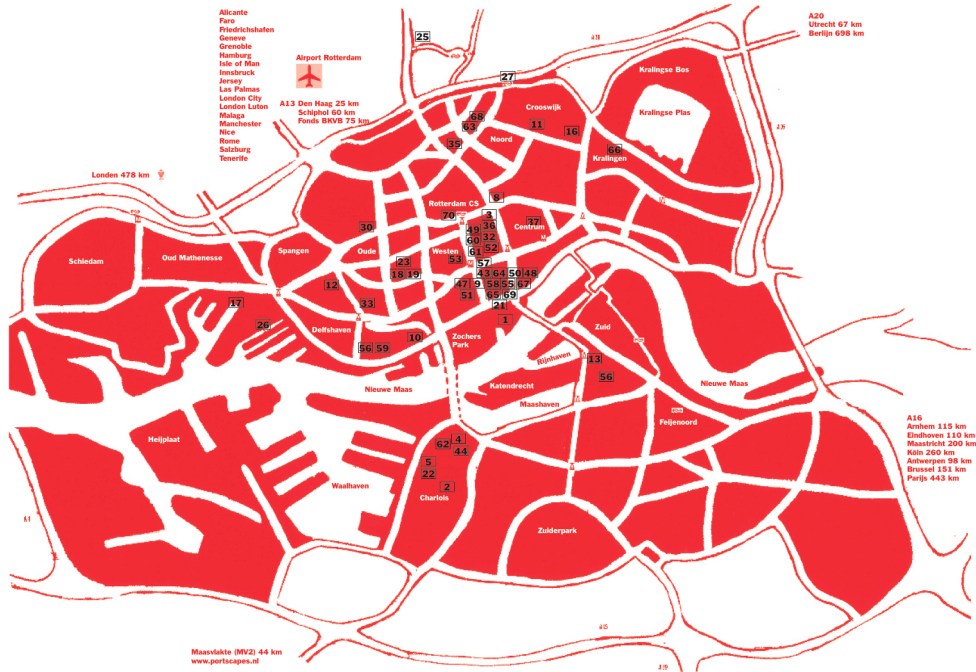 Alicante
Faro
Friedrichshafen
Geneve
Grenoble
Hamburg
Isle of Man
Innsbruck
Jersey
Las Palmas
London City
London Luton
Malaga
Manchester
Nice
Rome
Salzburg
Tenerife
Airport Rotterdam
A13 Den Haag 25 km
Schiphol 60 km
Fonds BKVB 75 km
25
A20
Utrecht 67 km
Berlijn 698 km
27
Kralingse Bos
Crooswijk
Kralingse Plas
68
63
11
16
35
Noord
66
Kralingen
Londen 478 km
8
Rotterdam CS
70
3
36
37
Centrum
30
49
32
60
52
61
Schiedam
Oud Mathenesse
Spangen
Oude
Westen
53
23
57
18 19
43 64 50 48
12
47 9 58 55 67
51 65 69
17
33
21
26
Delfshaven
1
Zuid
10
Zochers
Park
56 59
Rijnhaven
13
56
Nieuwe Maas
Katendrecht
Nieuwe Maas
Maashaven
Feijenoord
A16
Arnhem 115 km
Eindhoven 110 km
Maastricht 200 km
Köln 260 km
Antwerpen 98 km
Brussel 151 km
Parijs 443 km
Heijplaat
4
62
44
5
22
Waalhaven
2
Charlois
Zuiderpark
Maasvlakte (MV2) 44 km
www.portscapes.nl